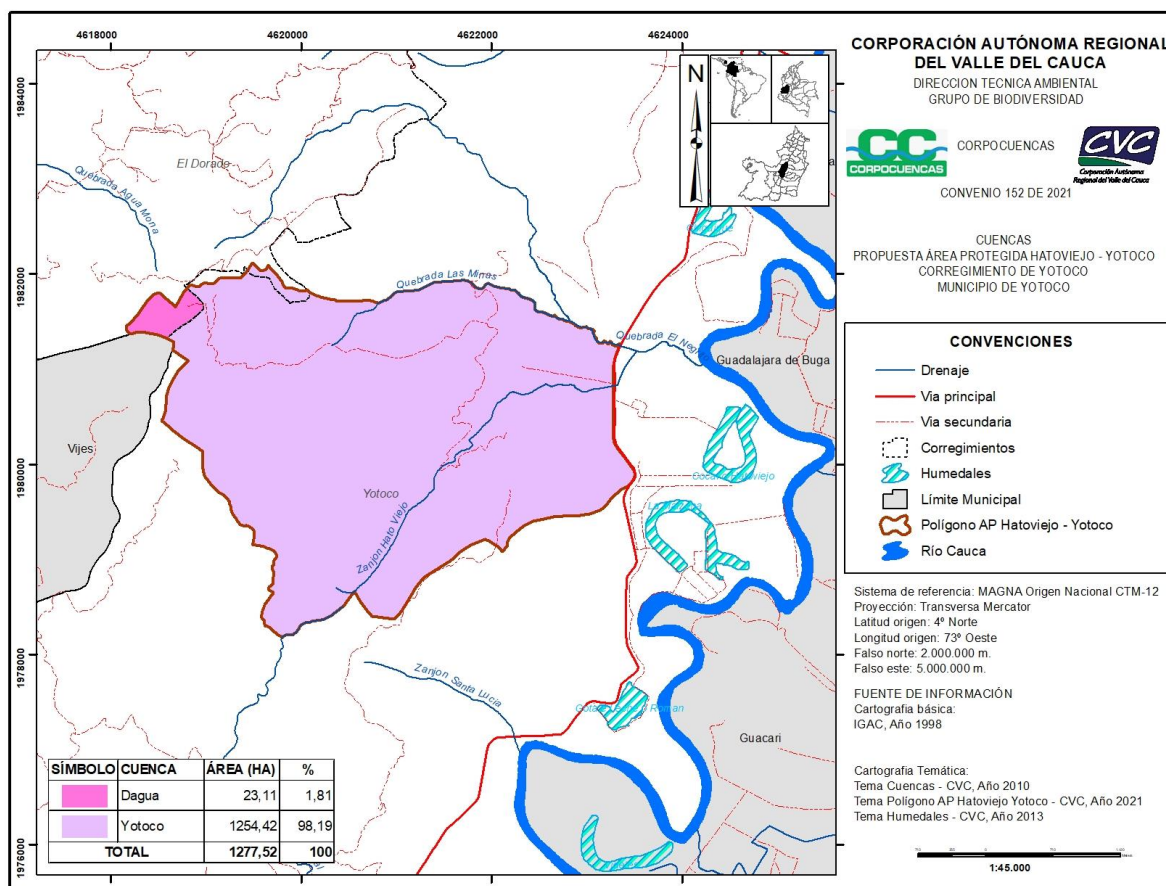 4618000
4620000
4622000
4624000
1984000
1982000
1980000
1978000
1976000
El Dorado
Quebrada Agua Mona
Quebrada Las Minas
Quebrada El Negro
Guadalajara de Buga
Vijes
Yotoco
Zanjon Hato Viejo
Zanjon Santa Lucia
Guacari
N
SÍMBOLO CUENCA ÁREA (HA) %
Dagua 23,11 1,81
Yotoco 1254,42 98,19
TOTAL 1277,52 100
CORPORACIÓN AUTÓNOMA REGIONAL
DEL VALLE DEL CAUCA
DIRECCION TECNICA AMBIENTAL
GRUPO DE BIODIVERSIDAD
CC
CORPOCUENCAS
CORPOCUENCAS
CVC
Corporación Autónoma
Regional del Valle del Cauca
CONVENIO 152 DE 2021
CUENCAS
PROPUESTA ÁREA PROTEGIDA HATOVIEJO - YOTOCO
CORREGIMIENTO DE YOTOCO
MUNICIPIO DE YOTOCO
CONVENCIONES
Drenaje
Via principal
Via secundaria
Corregimientos
Humedales
Límite Municipal
Polígono AP Hatoviejo - Yotoco
Río Cauca
Sistema de referencia: MAGNA Origen Nacional CTM-12
Proyección: Transversa Mercator
Latitud origen: 4º Norte
Longitud origen: 73º Oeste
Falso norte: 2.000.000 m.
Falso este: 5.000.000 m.
FUENTE DE INFORMACIÓN
Cartografia básica:
IGAC, Año 1998
Cartografia Temática:
Tema Cuencas - CVC, Año 2010
Tema Polígono AP Hatoviejo Yotoco - CVC, Año 2021
Tema Humedales - CVC, Año 2013
1:45.000